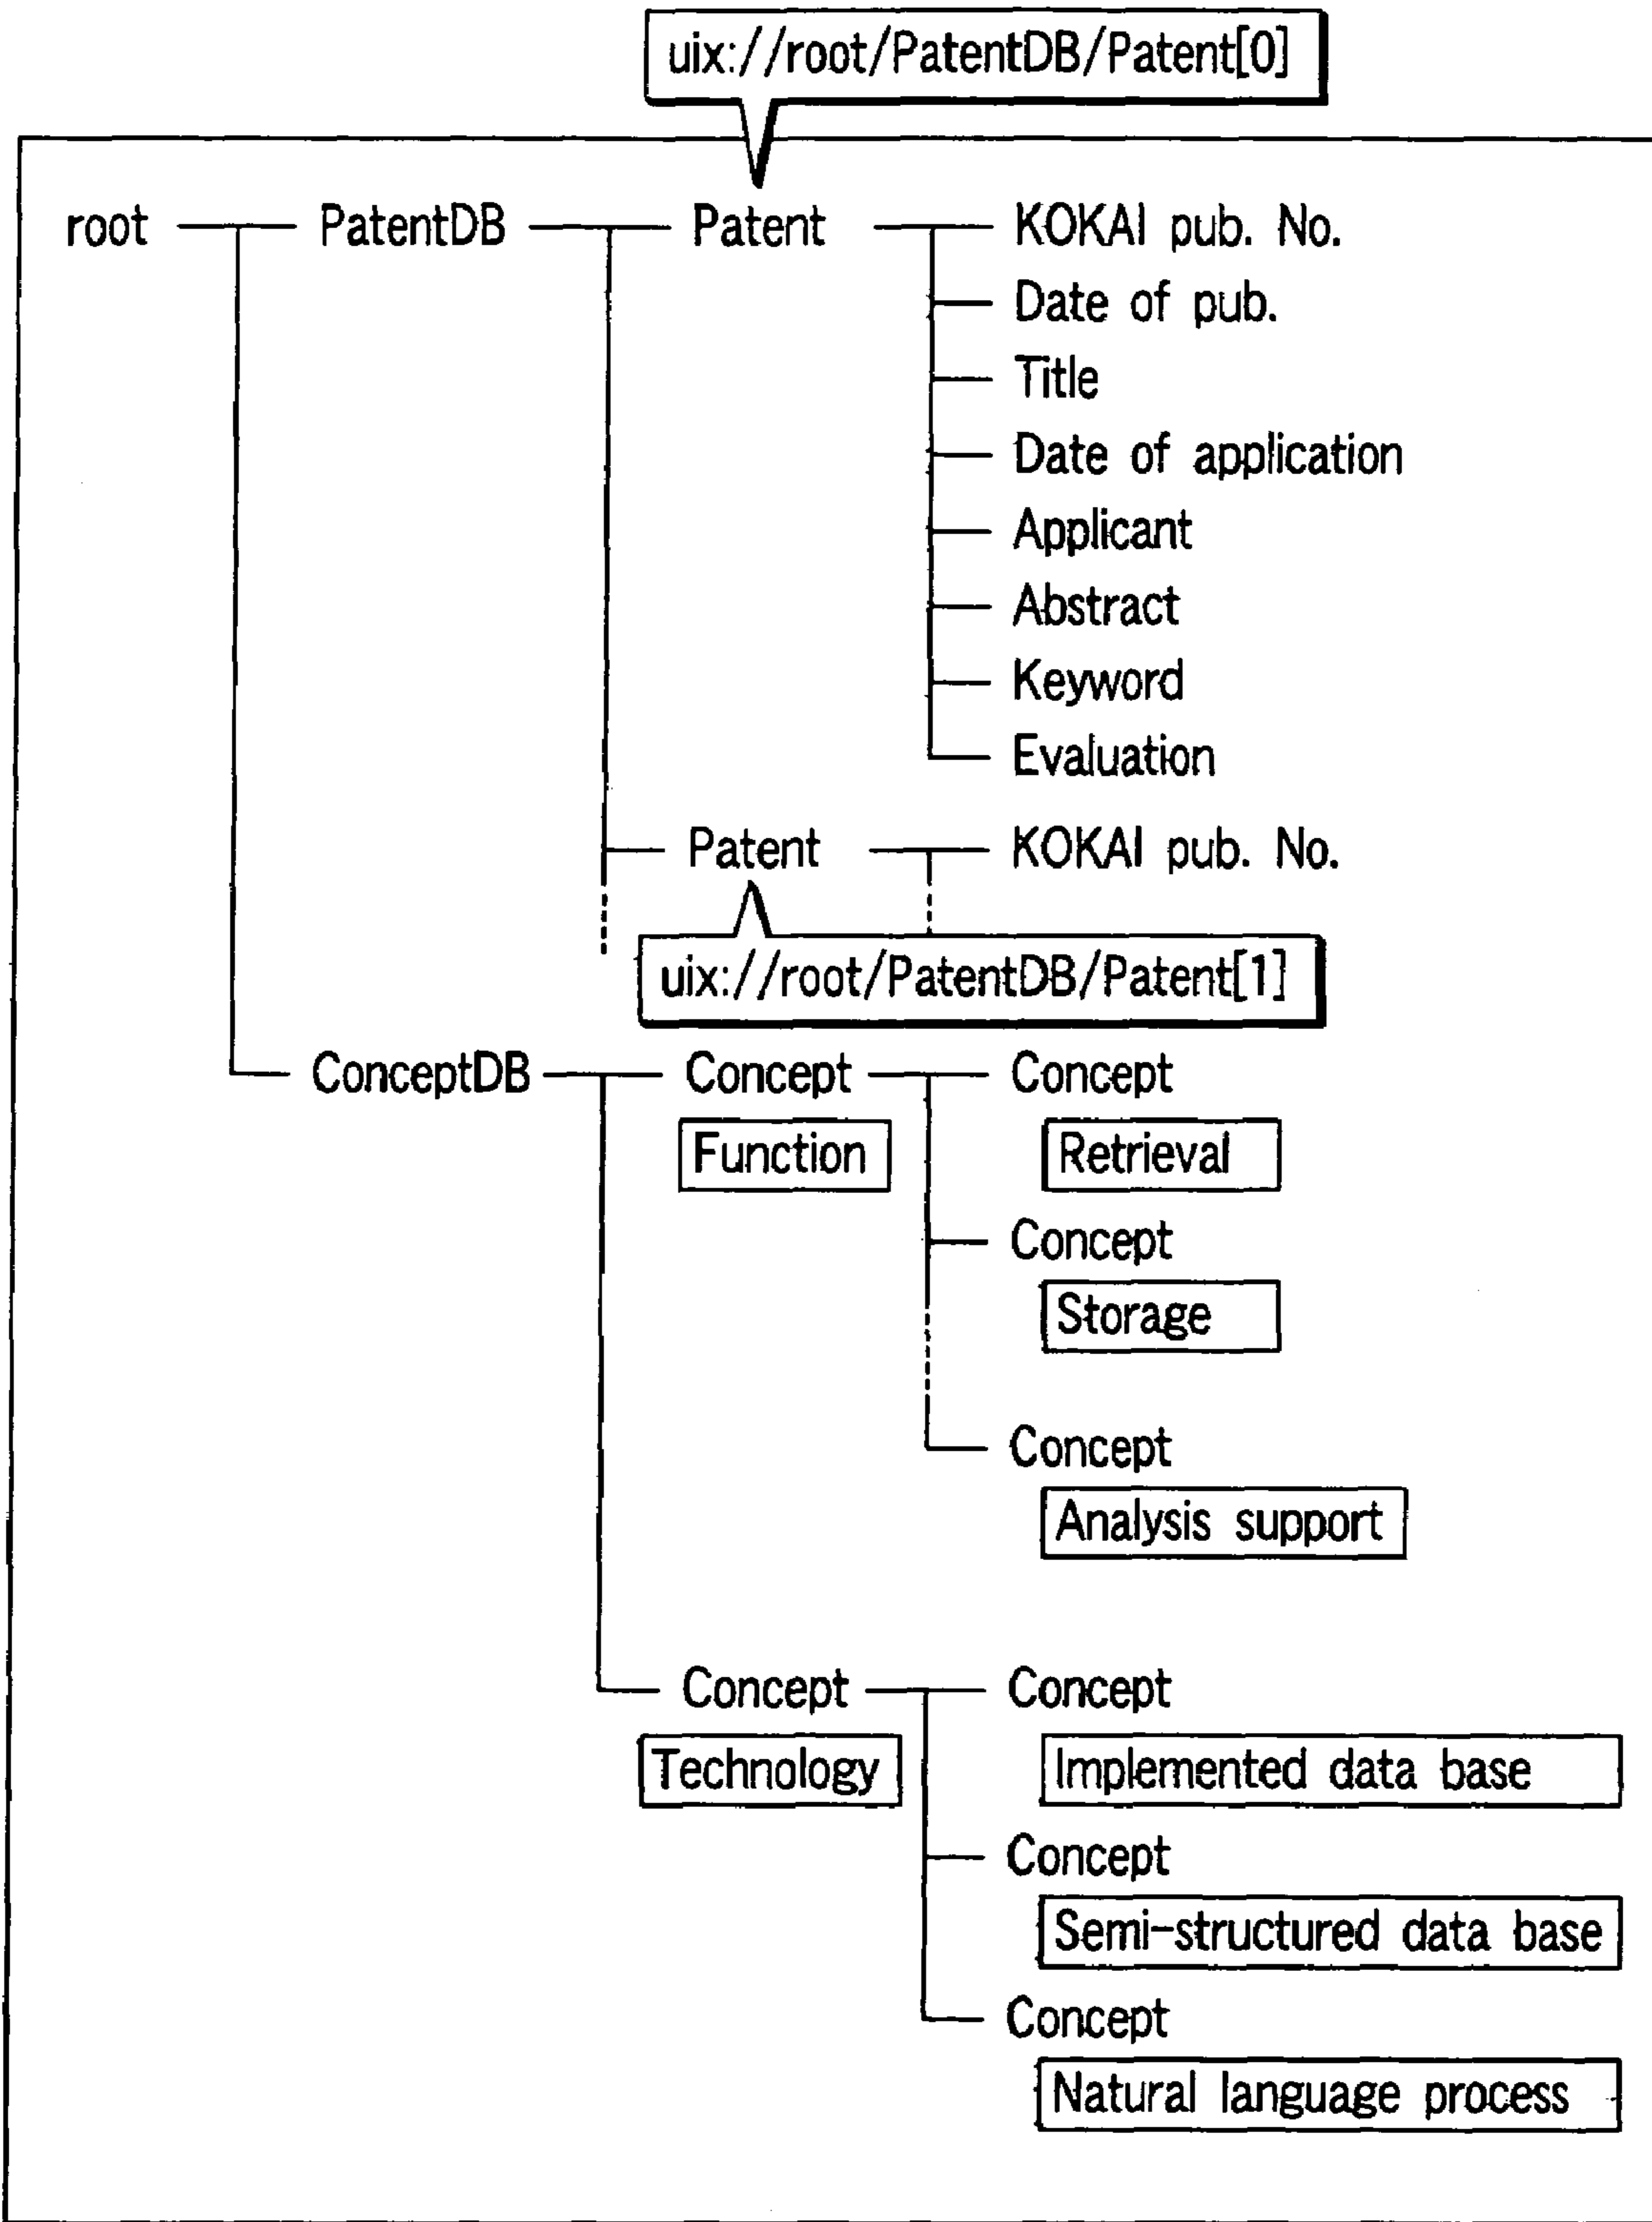 uix://root/PatentDB/Patent[0]
root PatentDB Patent KOKAI pub. No.
Date of pub.
Title
Date of application
Applicant
Abstract
Keyword
Evaluation
Patent KOKAI pub. No.
uix://root/PatentDB/Patent[1]
ConceptDB Concept Concept
Function Retrieval
Concept
Storage
Concept
Analysis support
Concept Concept
Technology Implemented data base
Concept
Semi-structured data base
Concept
Natural language process